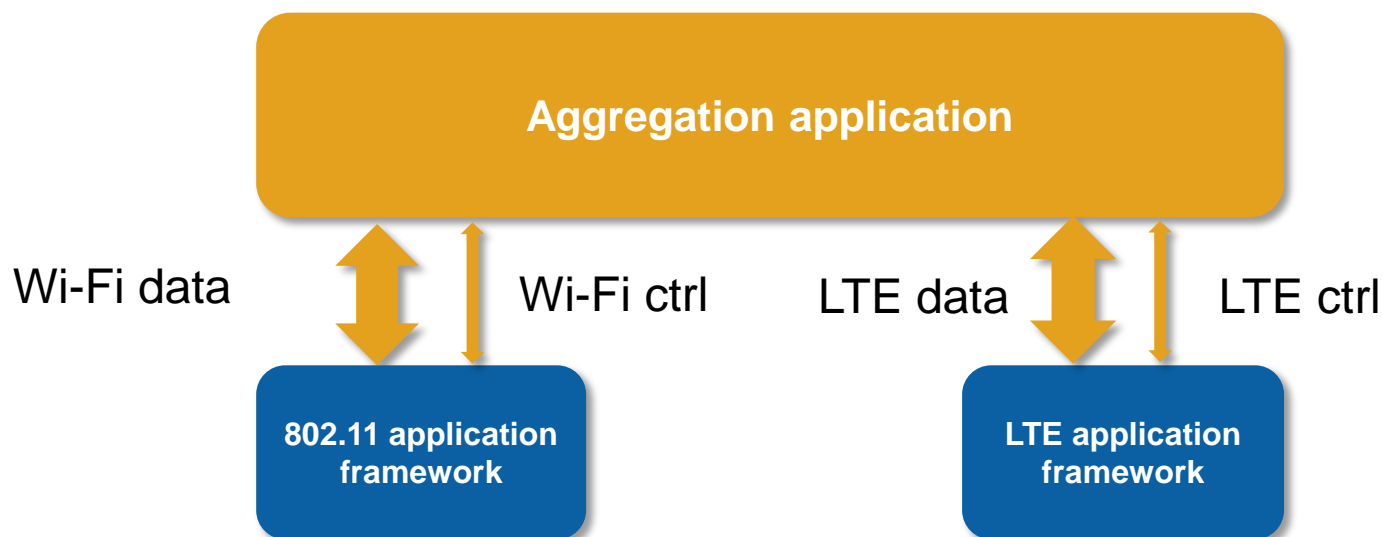 Aggregation application
Wi-Fi data
Wi-Fi ctrl
LTE data
LTE ctrl
802.11 application
framework
LTE application
framework